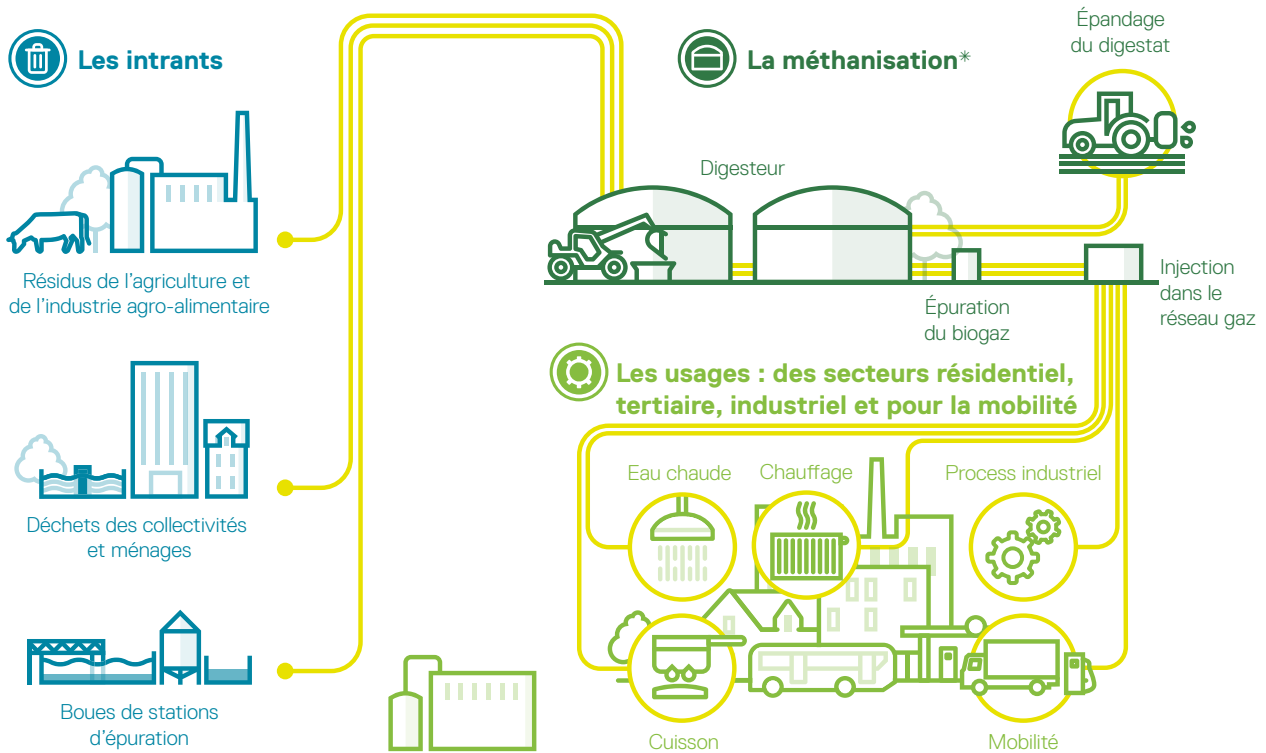 Les intrants
Résidus de l’agriculture et
de l’industrie agro-alimentaire
Déchets des collectivités
et ménages
Boues de stations
d’épuration
La méthanisation*
Digesteur
Épandage
du digestat
Épuration
du biogaz
Injection
dans le
réseau gaz
Les usages : des secteurs résidentiel,
tertiaire, industriel et pour la mobilité
Eau chaude
Chauffage
Process industriel
Cuisson
Mobilité